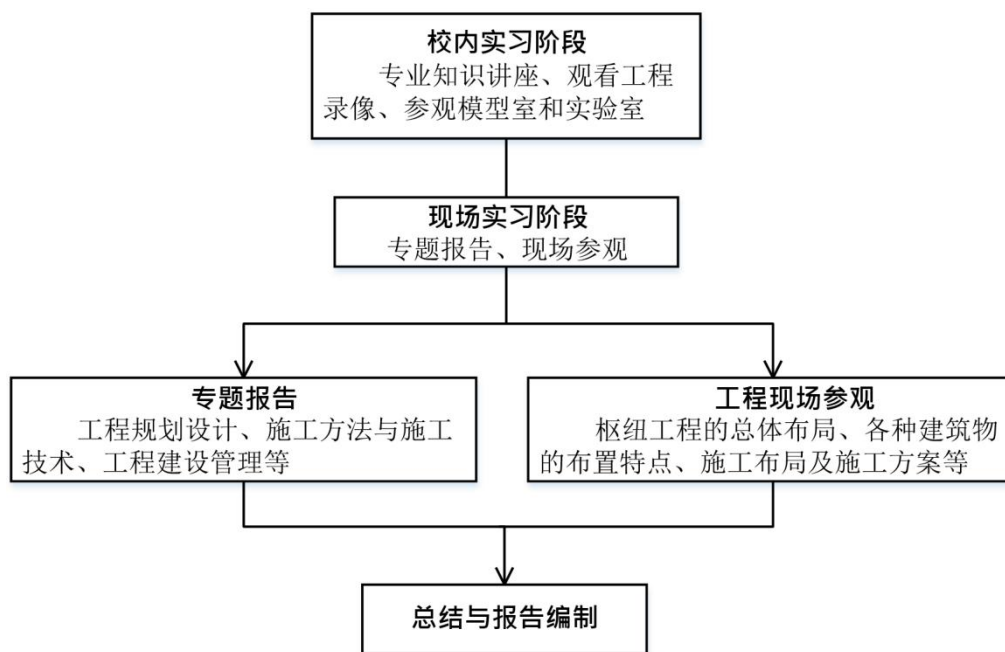 校内实习阶段
专业知识讲座、观看工程
录像、参观模型室和实验室
现场实习阶段
专题报告、现场参观
专题报告
工程规划设计、施工方法与施工
技术、工程建设管理等
工程现场参观
枢纽工程的总体布局、各种建筑物
的布置特点、施工布局及施工方案等
总结与报告编制